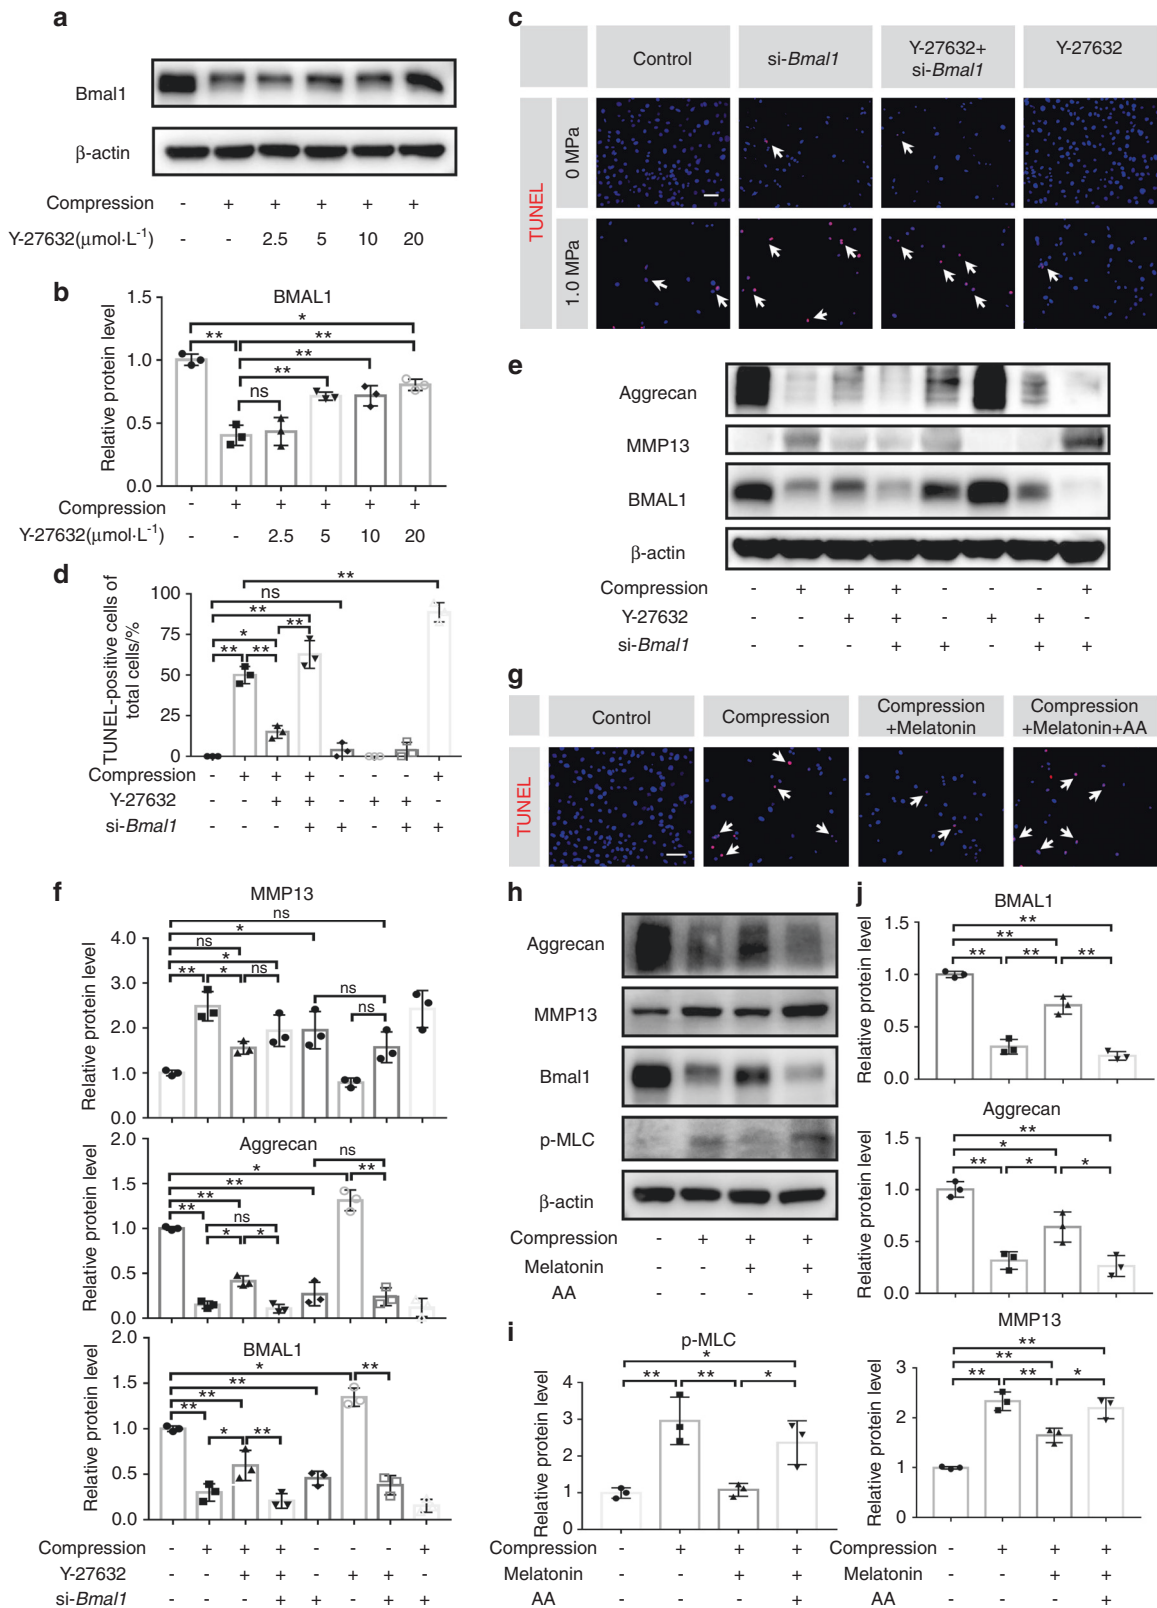 a
Bmal1
β-actin
Compression - + + + + +
Y-27632(μmol·L⁻¹) - - 2.5 5 10 20
b
BMAL1
Relative protein level
1.5
1.0
0.5
0.0
*
** **
**
**
ns
Compression - + + + + +
Y-27632(μmol·L⁻¹) - - 2.5 5 10 20
c
Control
si-Bmal1
Y-27632+
si-Bmal1
Y-27632
TUNEL
0 MPa
1.0 MPa
d
TUNEL-positive cells of
total cells/%
100
75
50
25
0
**
ns
**
* **
** **
Compression - + + + - - - +
Y-27632 - - + + - + + -
si-Bmal1 - - - + + - + +
e
Aggrecan
MMP13
BMAL1
β-actin
Compression - + + + - - - +
Y-27632 - - + + - + + -
si-Bmal1 - - - + + - + +
f
MMP13
Relative protein level
4.0
3.0
2.0
1.0
0.0
ns
*
ns
*
** * ns
ns
ns
Aggrecan
Relative protein level
2.0
1.5
1.0
0.5
0.0
ns
* **
**
**
** ns
* *
BMAL1
Relative protein level
2.0
1.5
1.0
0.5
0.0
* **
**
**
**
* **
Compression - + + + - - - +
Y-27632 - - + + - + + -
si-Bmal1 - - - + + - + +
g
Control
Compression
Compression
+Melatonin
Compression
+Melatonin+AA
TUNEL
h
Aggrecan
MMP13
Bmal1
p-MLC
β-actin
Compression - + + +
Melatonin - - + +
AA - - - +
i
p-MLC
Relative protein level
4
3
2
1
0
*
** ** *
Compression - + + +
Melatonin - - + +
AA - - - +
j
BMAL1
Relative protein level
1.5
1.0
0.5
0.0
**
**
** ** **
Aggrecan
Relative protein level
1.5
1.0
0.5
0.0
**
*
** * *
MMP13
Relative protein level
3
2
1
0
**
**
** ** *
Compression - + + +
Melatonin - - + +
AA - - - +